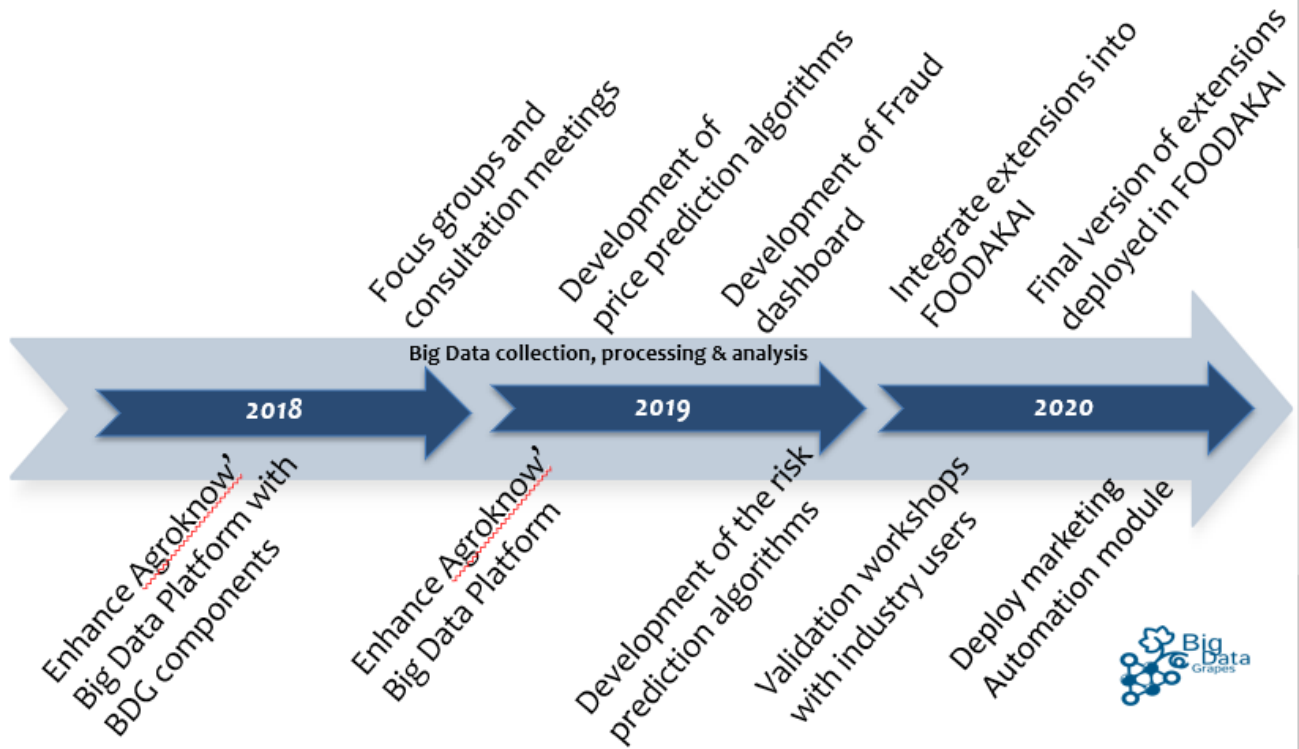 Focus groups and
consultation meetings
Development of
price prediction algorithms
Development of Fraud
dashboard
Integrate extensions into
FOODAKAI
Final version of extensions
deployed in FOODAKAI
Big Data collection, processing & analysis
2018
2019
2020
Enhance Agroknow’
Big Data Platform with
BDG components
Enhance Agroknow’
Big Data Platform
Development of the risk
prediction algorithms
Validation workshops
with industry users
Deploy marketing
Automation module
Big
Data
Grapes